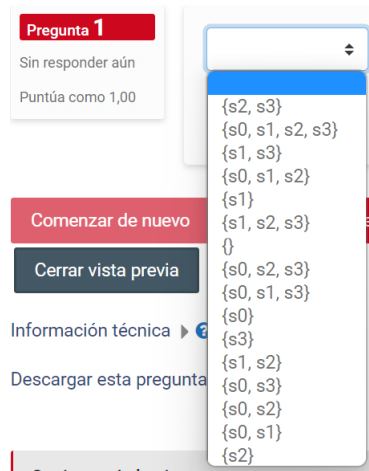 Pregunta 1
Sin responder aún
Puntúa como 1,00
{s2, s3}
{s0, s1, s2, s3}
{s1, s3}
{s0, s1, s2}
{s1}
{s1, s2, s3}
{}
{s0, s2, s3}
{s0, s1, s3}
{s0}
{s3}
{s1, s2}
{s0, s3}
{s0, s2}
{s0, s1}
{s2}
Comenzar de nuevo
Cerrar vista previa
Información técnica
Descargar esta pregunta